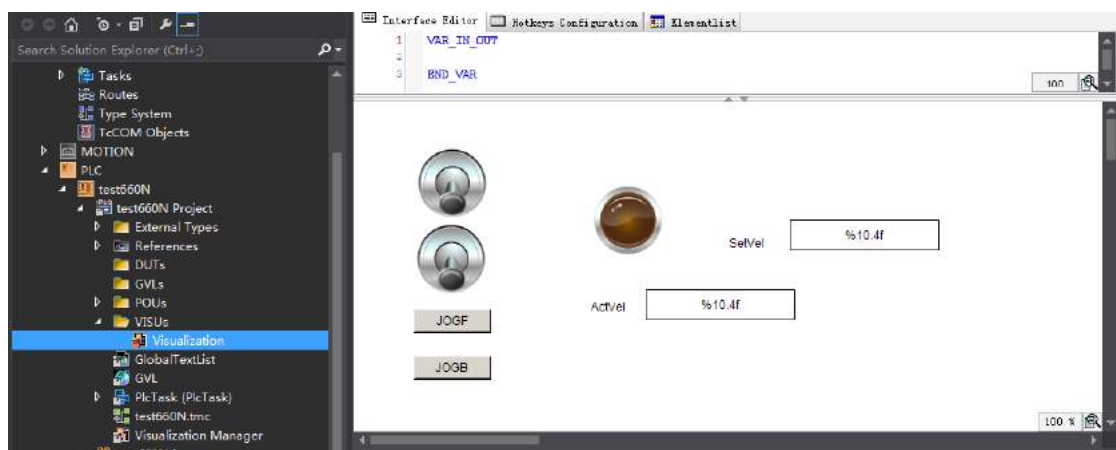 Search Solution Explorer (Ctrl+;)
Tasks
Routes
Type System
TcCOM Objects
MOTION
PLC
test660N
test660N Project
External Types
References
DUTs
GVLs
POUs
VISUs
Visualization
GlobalTextList
GVL
PlcTask (PlcTask)
test660N.tmc
Visualization Manager
Interface Editor Hotkeys Configuration Elementlist
1 VAR_IN_OUT
2
3 END_VAR
100
SetVel %10.4f
ActVel %10.4f
JOGF
JOGB
100 %